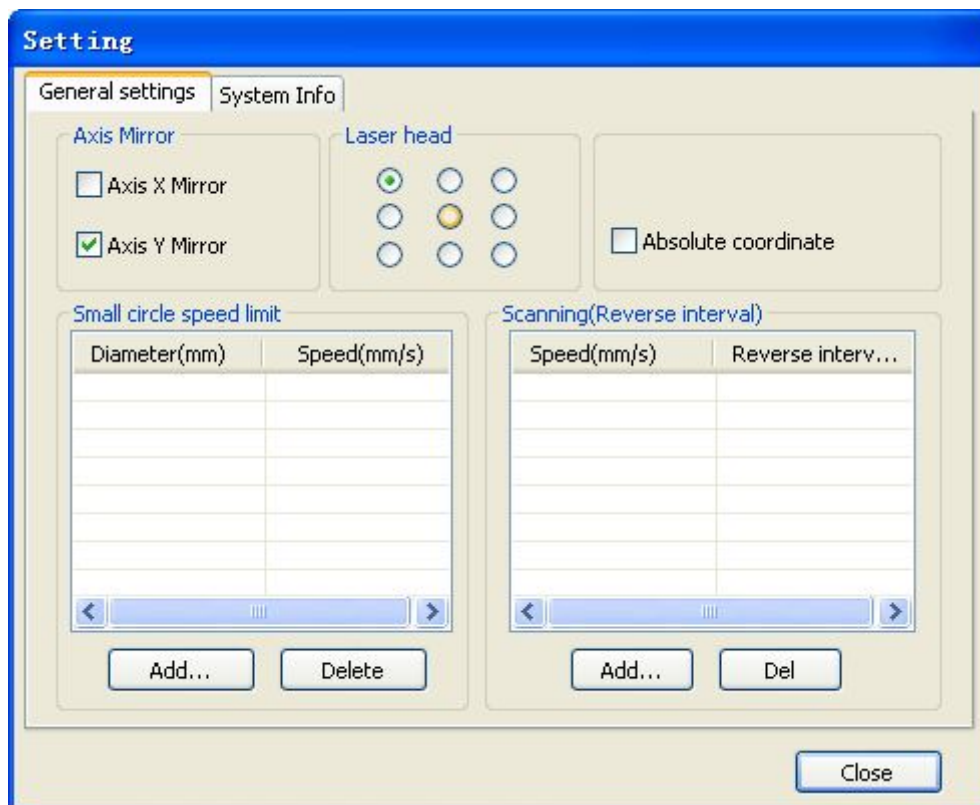 Setting
General settings
System Info
Axis Mirror
Axis X Mirror
Axis Y Mirror
Laser head
Absolute coordinate
Small circle speed limit
Diameter(mm) Speed(mm/s)
Add... Delete
Scanning(Reverse interval)
Speed(mm/s) Reverse interv...
Add... Del
Close